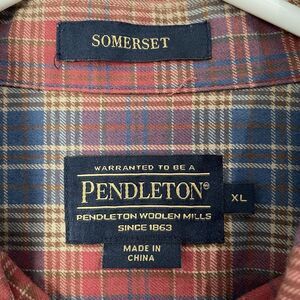 SOMERSET
WARRANTED TO BE A
PENDLETON®
XL
PENDLETON WOOLEN MILLS
SINCE 1863
MADE IN
CHINA